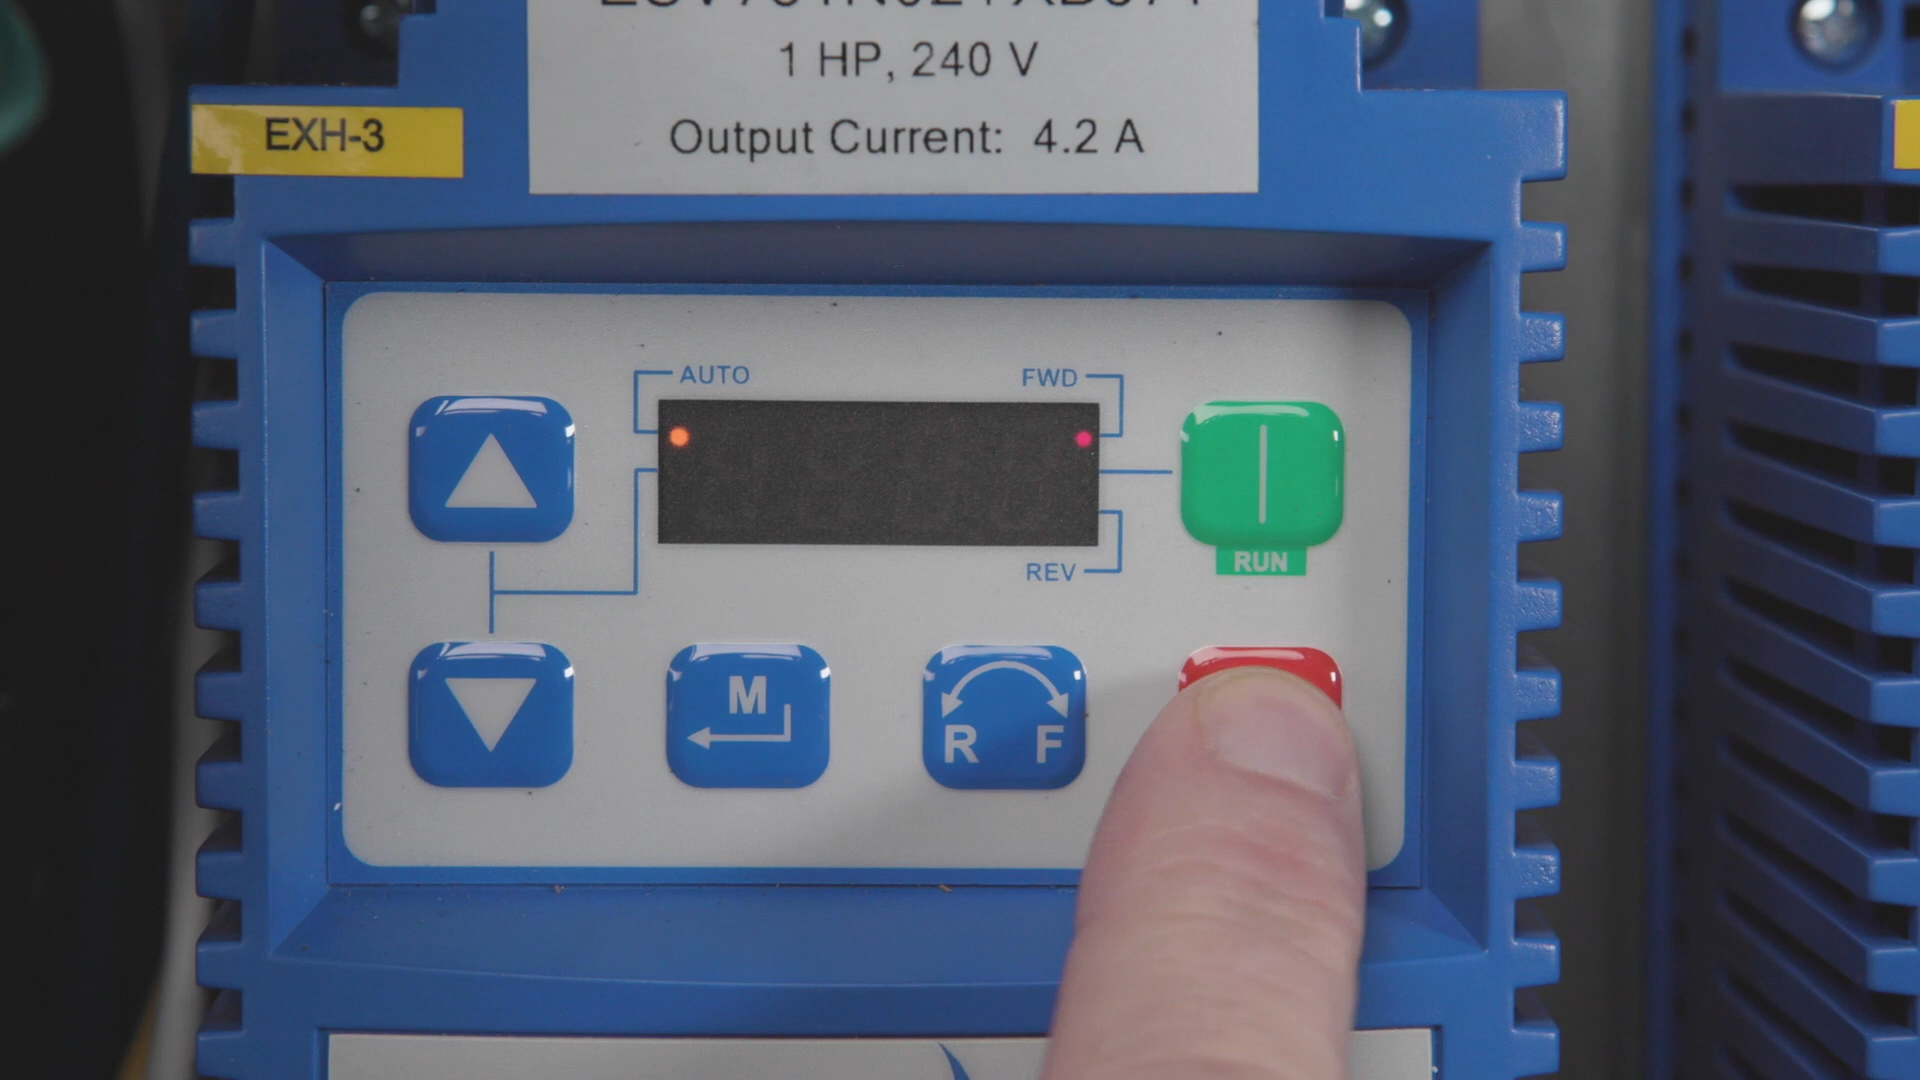 1 HP, 240 V
EXH-3
Output Current: 4.2 A
AUTO
FWD
RUN
REV
M
R F